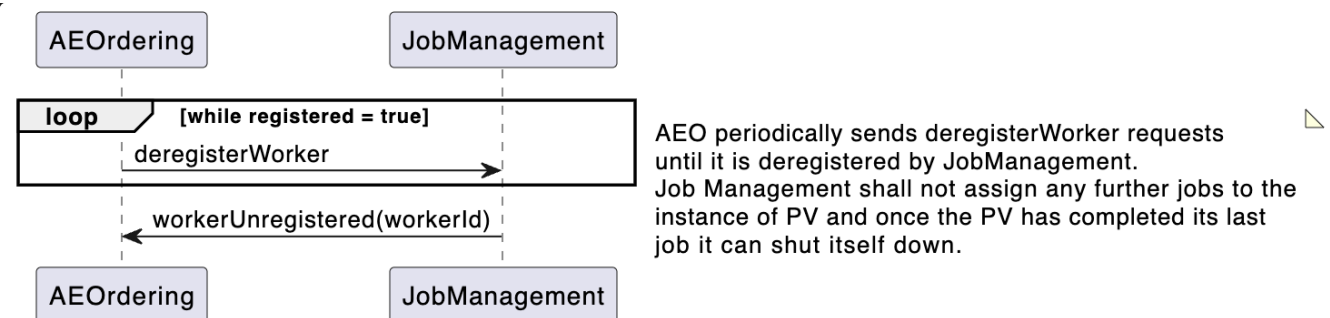 AEOrdering
JobManagement
loop
[while registered = true]
deregisterWorker
workerUnregistered(workerId)
AEO periodically sends deregisterWorker requests
until it is deregistered by JobManagement.
Job Management shall not assign any further jobs to the
instance of PV and once the PV has completed its last
job it can shut itself down.
AEOrdering
JobManagement